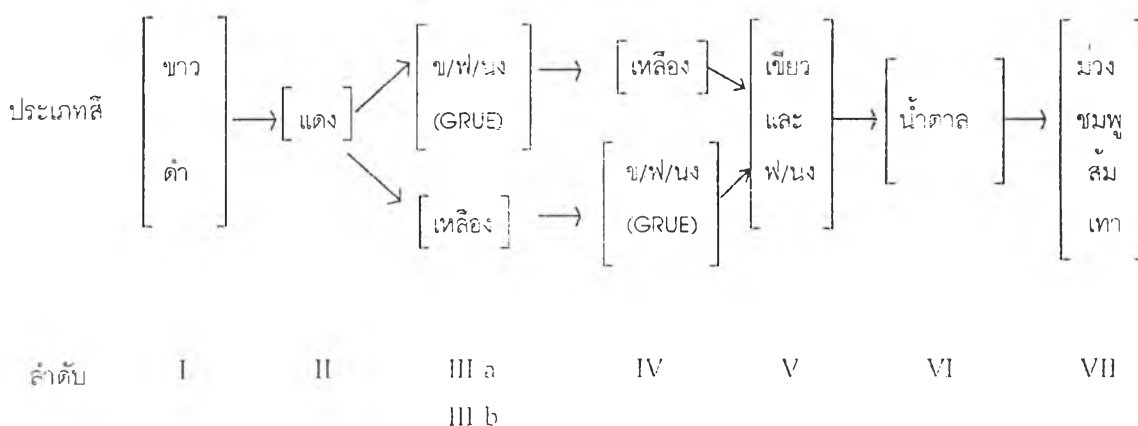 ประเภทสี
ขาว
ดำ
แดง
ข/ฟ/นง
(GRUE)
เหลือง
เหลือง
ข/ฟ/นง
(GRUE)
เขียว
และ
ฟ/นง
น้ำตาล
ม่วง
ชมพู
ส้ม
เทา
ลำดับ I II III a IV V VI VII
III b